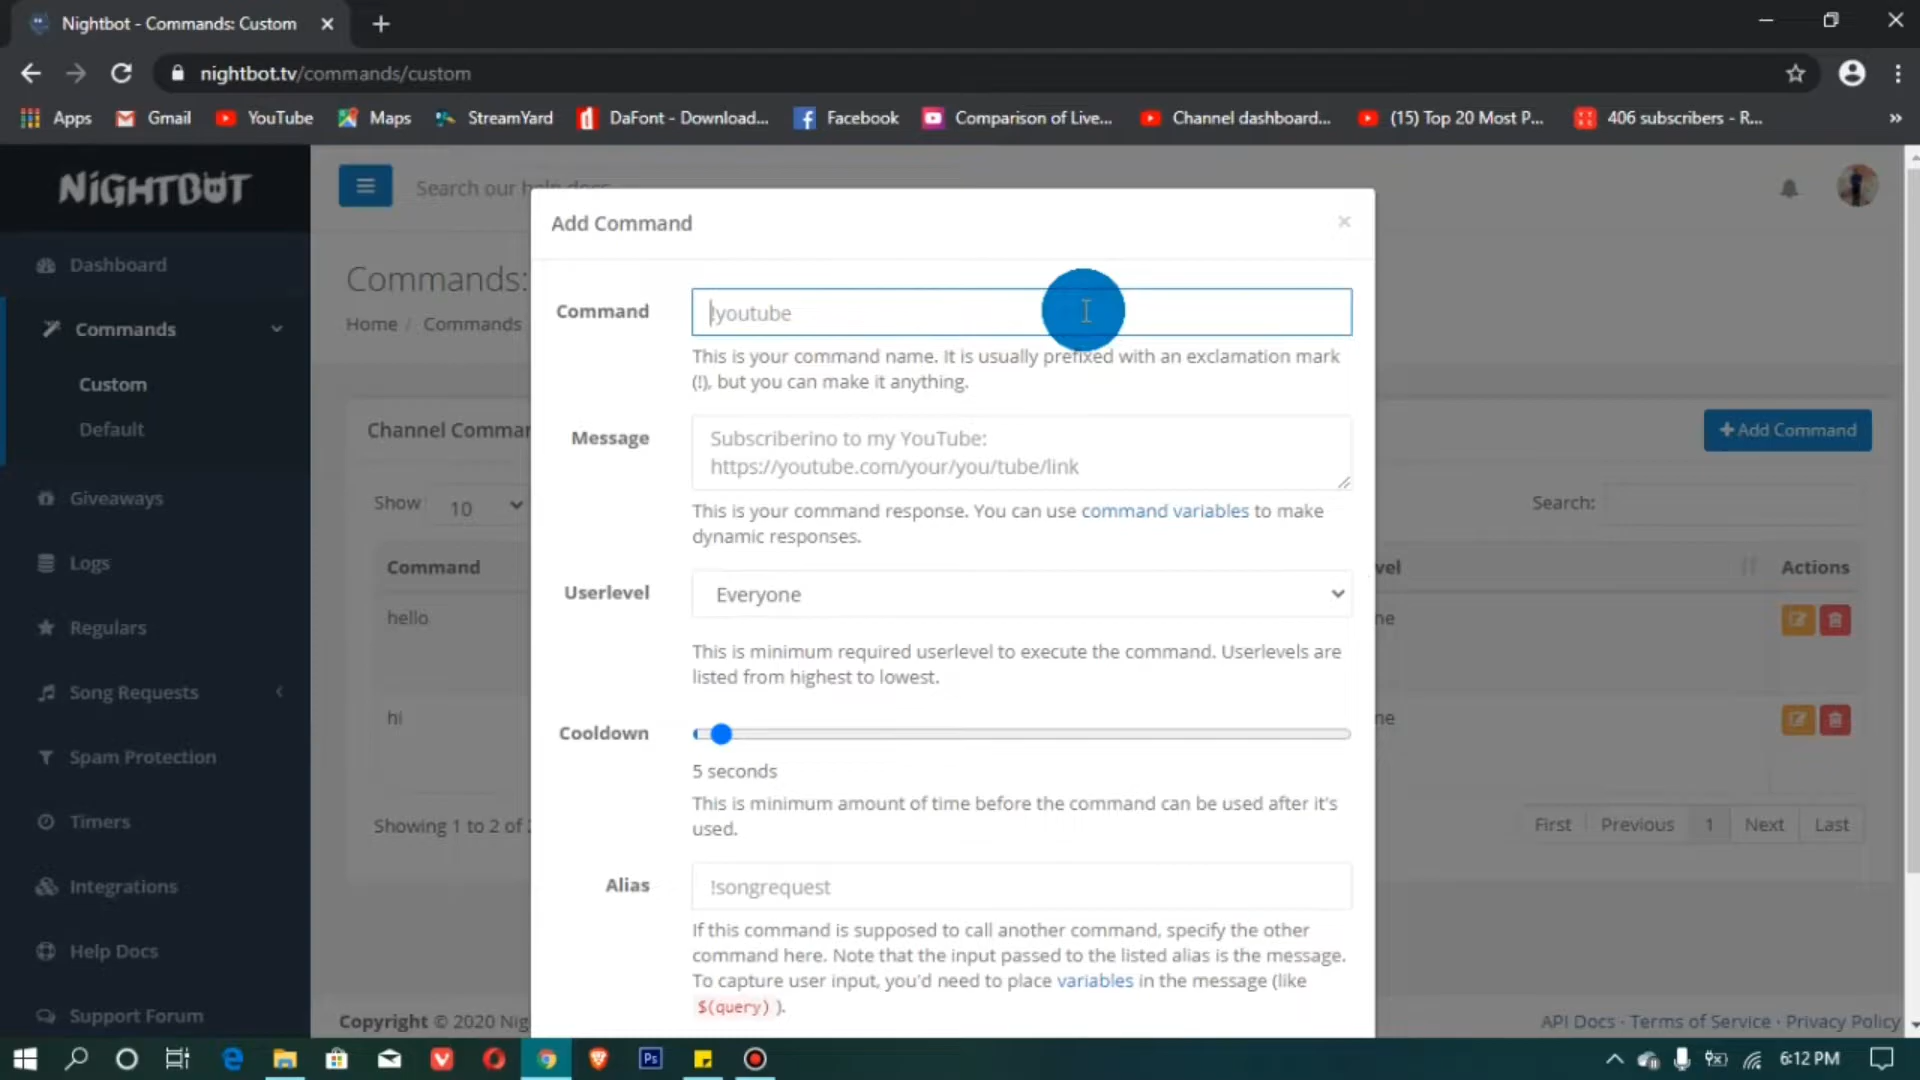 Nightbot - Commands: Custom
nightbot.tv/commands/custom
Apps
Gmail
YouTube
Maps
StreamYard
DaFont - Download...
Facebook
Comparison of Live...
Channel dashboard...
(15) Top 20 Most P...
406 subscribers - R...
NIGHTBOT
Search our help docs
Dashboard
Commands
Custom
Default
Giveaways
Logs
Regulars
Song Requests
Spam Protection
Timers
Integrations
Help Docs
Support Forum
Commands:
Home / Commands
Channel Comma
Show 10
Command
hello
hi
Showing 1 to 2 of
Copyright © 2020 Nig
Add Command
×
Command
!youtube
This is your command name. It is usually prefixed with an exclamation mark
(!), but you can make it anything.
Message
Subscriberino to my YouTube:
https://youtube.com/your/you/tube/link
This is your command response. You can use command variables to make
dynamic responses.
Userlevel
Everyone
This is minimum required userlevel to execute the command. Userlevels are
listed from highest to lowest.
Cooldown
5 seconds
This is minimum amount of time before the command can be used after it's
used.
Alias
!songrequest
If this command is supposed to call another command, specify the other
command here. Note that the input passed to the listed alias is the message.
To capture user input, you'd need to place variables in the message (like
$(query) ).
+Add Command
Search:
vel
Actions
ne
ne
First
Previous
1
Next
Last
API Docs · Terms of Service · Privacy Policy
Ps
6:12 PM